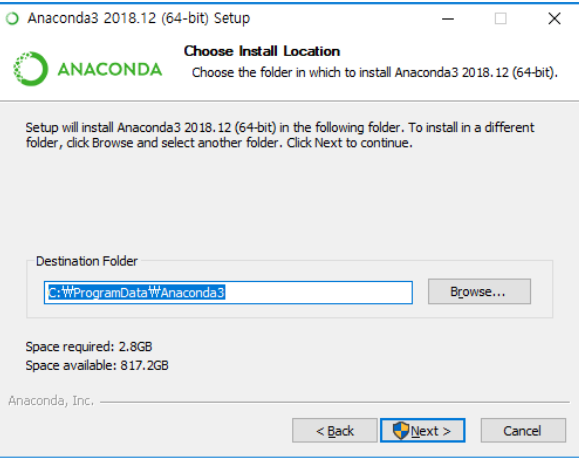 Anaconda3 2018.12 (64-bit) Setup
ANACONDA
Choose Install Location
Choose the folder in which to install Anaconda3 2018.12 (64-bit).
Setup will install Anaconda3 2018.12 (64-bit) in the following folder. To install in a different
folder, click Browse and select another folder. Click Next to continue.
Destination Folder
C:₩ProgramData₩Anaconda3
Browse...
Space required: 2.8GB
Space available: 817.2GB
Anaconda, Inc.
< Back
Next >
Cancel